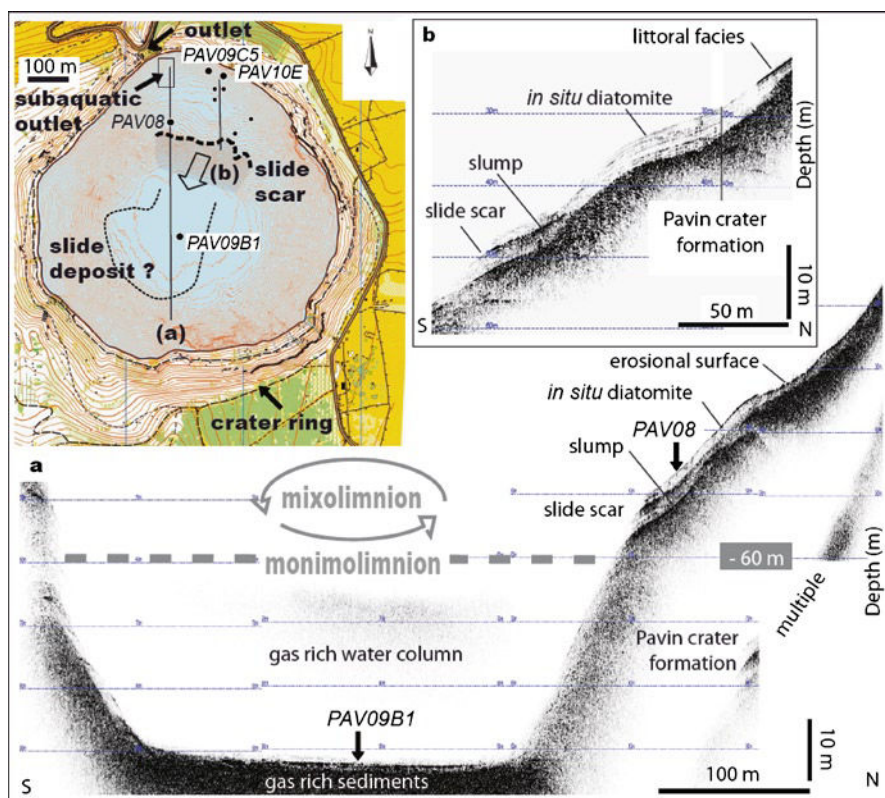 outlet
PAV09C5
N
100 m
PAV10E
subaquatic
outlet
PAV08
(b)
slide
scar
slide
deposit ?
PAV09B1
(a)
crater
ring
b
littoral facies
in situ diatomite
Depth (m)
slump
slide scar
Pavin crater
formation
10 m
S
50 m
N
erosional surface
in situ diatomite
PAV08
slump
slide scar
a
mixolimnion
monimolimnion
- 60 m
multiple
Depth (m)
gas rich water column
Pavin crater
formation
PAV09B1
10 m
gas rich sediments
S
100 m
N